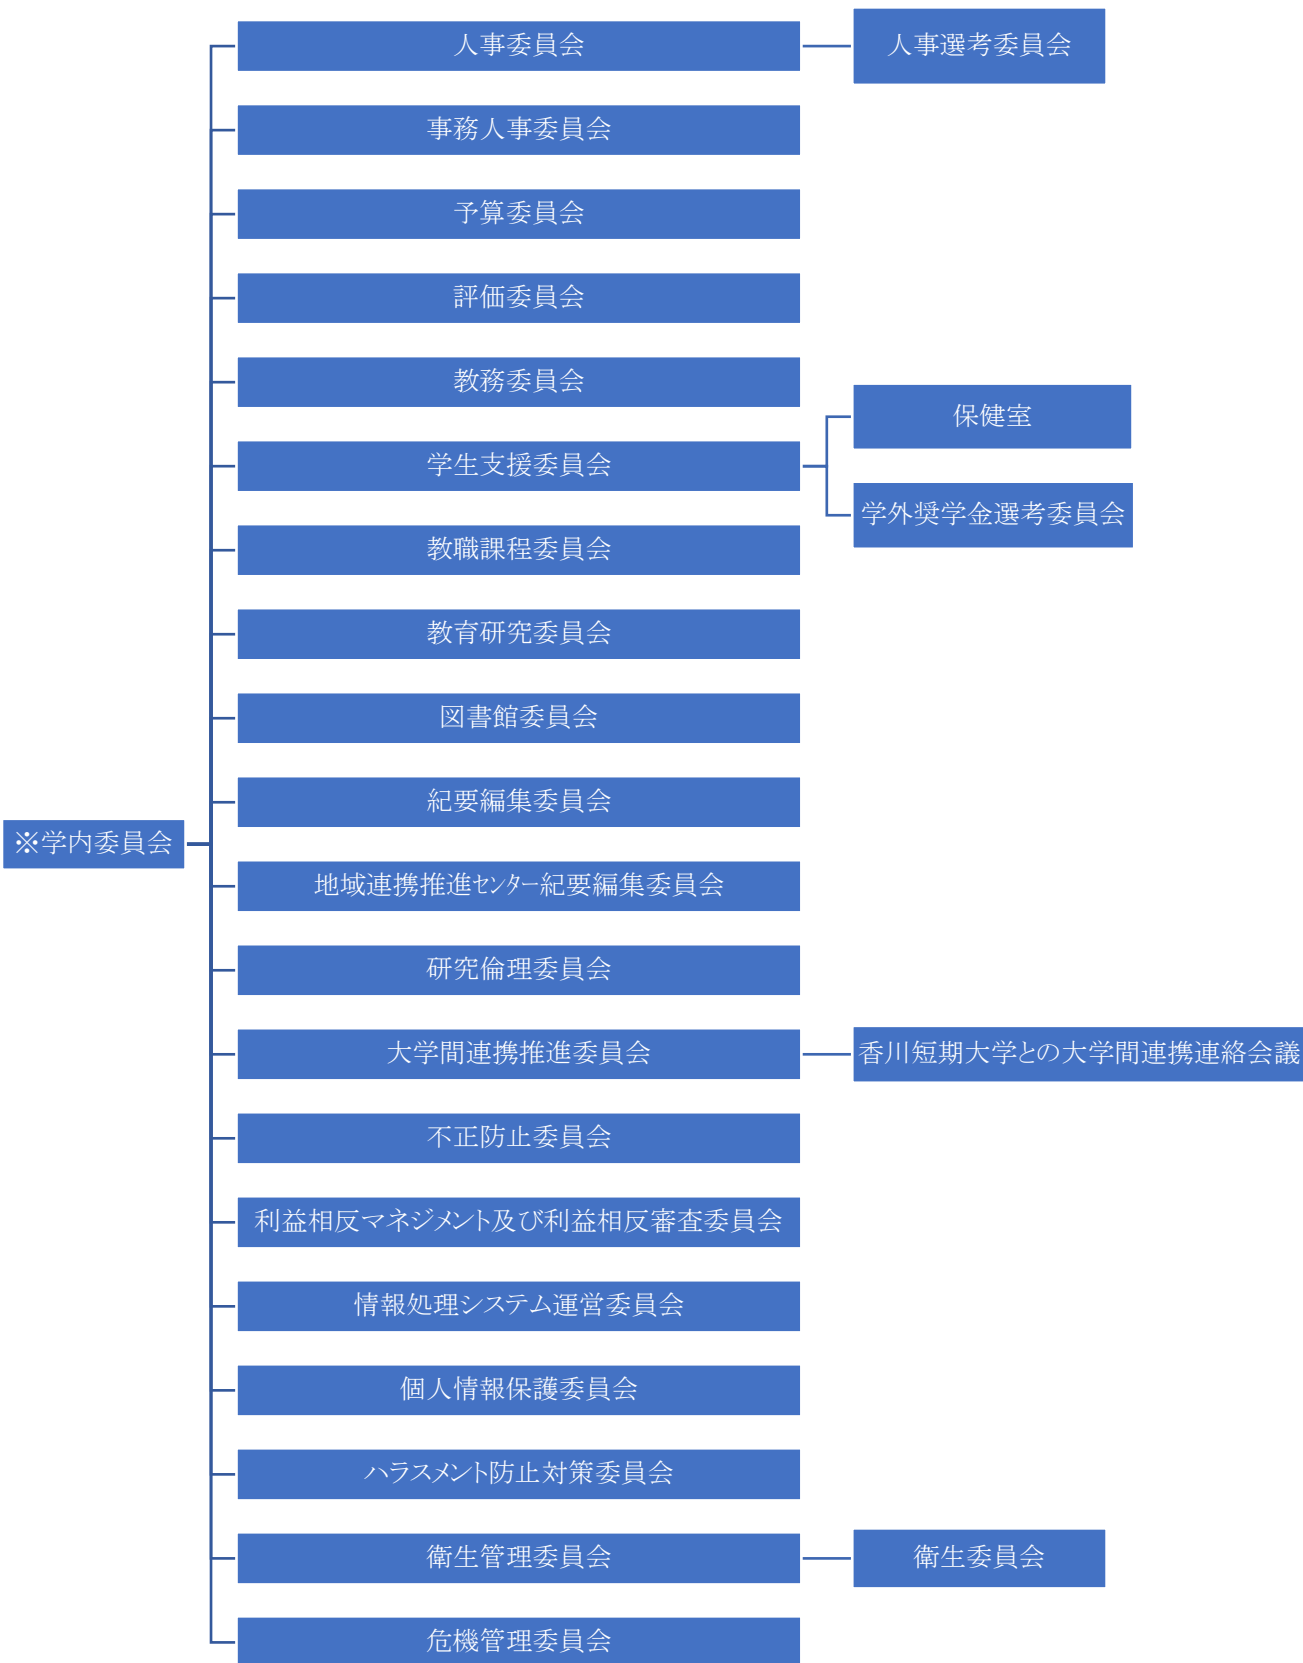 人事委員会
人事選考委員会
事務人事委員会
予算委員会
評価委員会
教務委員会
保健室
学生支援委員会
学外奨学金選考委員会
教職課程委員会
教育研究委員会
図書館委員会
紀要編集委員会
※学内委員会
地域連携推進センター紀要編集委員会
研究倫理委員会
大学間連携推進委員会
香川短期大学との大学間連携連絡会議
不正防止委員会
利益相反マネジメント及び利益相反審査委員会
情報処理システム運営委員会
個人情報保護委員会
ハラスメント防止対策委員会
衛生管理委員会
衛生委員会
危機管理委員会